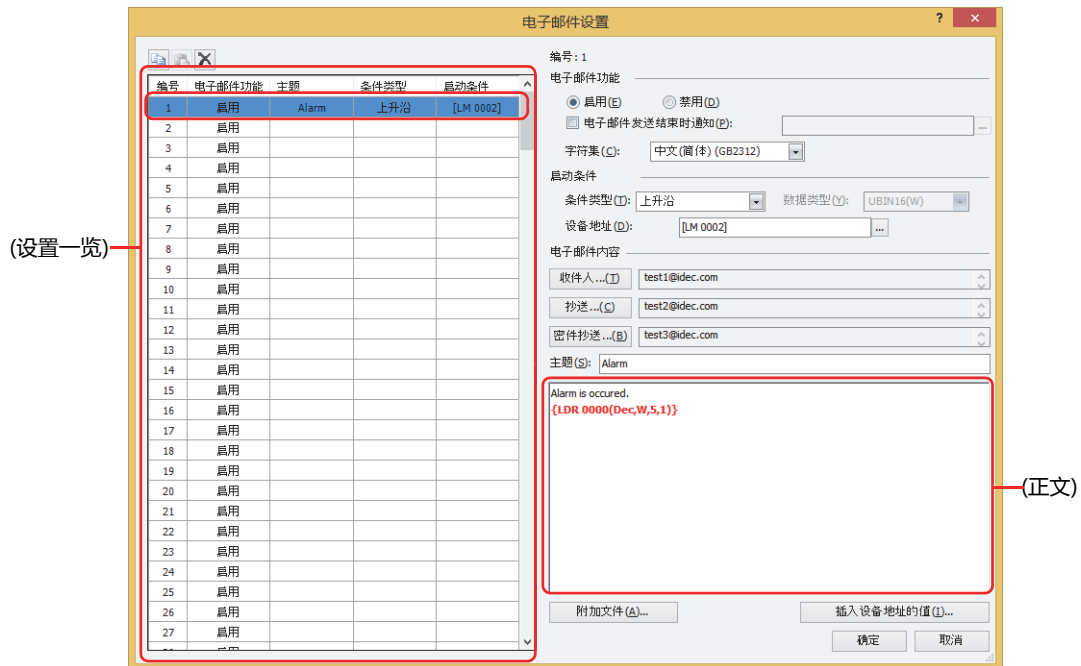 电子邮件设置
?
×
编号 电子邮件功能 主题 条件类型 启动条件
1 启用 Alarm 上升沿 [LM 0002]
2 启用
3 启用
4 启用
5 启用
6 启用
7 启用
8 启用
9 启用
10 启用
11 启用
12 启用
13 启用
14 启用
15 启用
16 启用
17 启用
18 启用
19 启用
20 启用
21 启用
22 启用
23 启用
24 启用
25 启用
26 启用
27 启用
(设置一览)
编号: 1
电子邮件功能
启用(E) 禁用(D)
电子邮件发送结束时通知(P): ...
字符集(C): 中文(简体) (GB2312)
启动条件
条件类型(T): 上升沿 数据类型(Y): UBIN16(W)
设备地址(D): [LM 0002] ...
电子邮件内容
收件人...(T) test1@idec.com
抄送...(C) test2@idec.com
密件抄送...(B) test3@idec.com
主题(S): Alarm
Alarm is occured.
{LDR 0000(Dec,W,5,1)}
(正文)
附加文件(A)... 插入设备地址的值(I)...
确定 取消